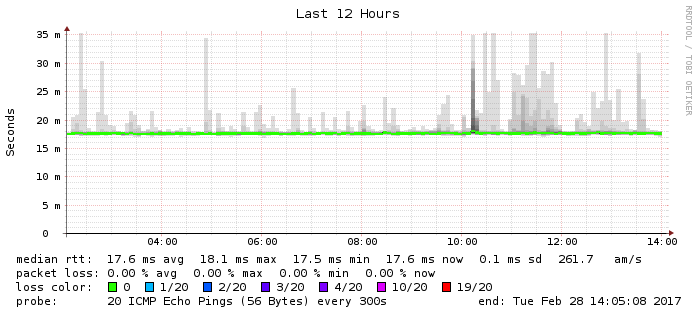 Last 12 Hours
RRDTOOL / TOBI OETIKER
Seconds
35 m
30 m
25 m
20 m
15 m
10 m
5 m
0
04:00 06:00 08:00 10:00 12:00 14:00
median rtt: 17.6 ms avg 18.1 ms max 17.5 ms min 17.6 ms now 0.1 ms sd 261.7 am/s
packet loss: 0.00 % avg 0.00 % max 0.00 % min 0.00 % now
loss color: 0 1/20 2/20 3/20 4/20 10/20 19/20
probe: 20 ICMP Echo Pings (56 Bytes) every 300s end: Tue Feb 28 14:05:08 2017